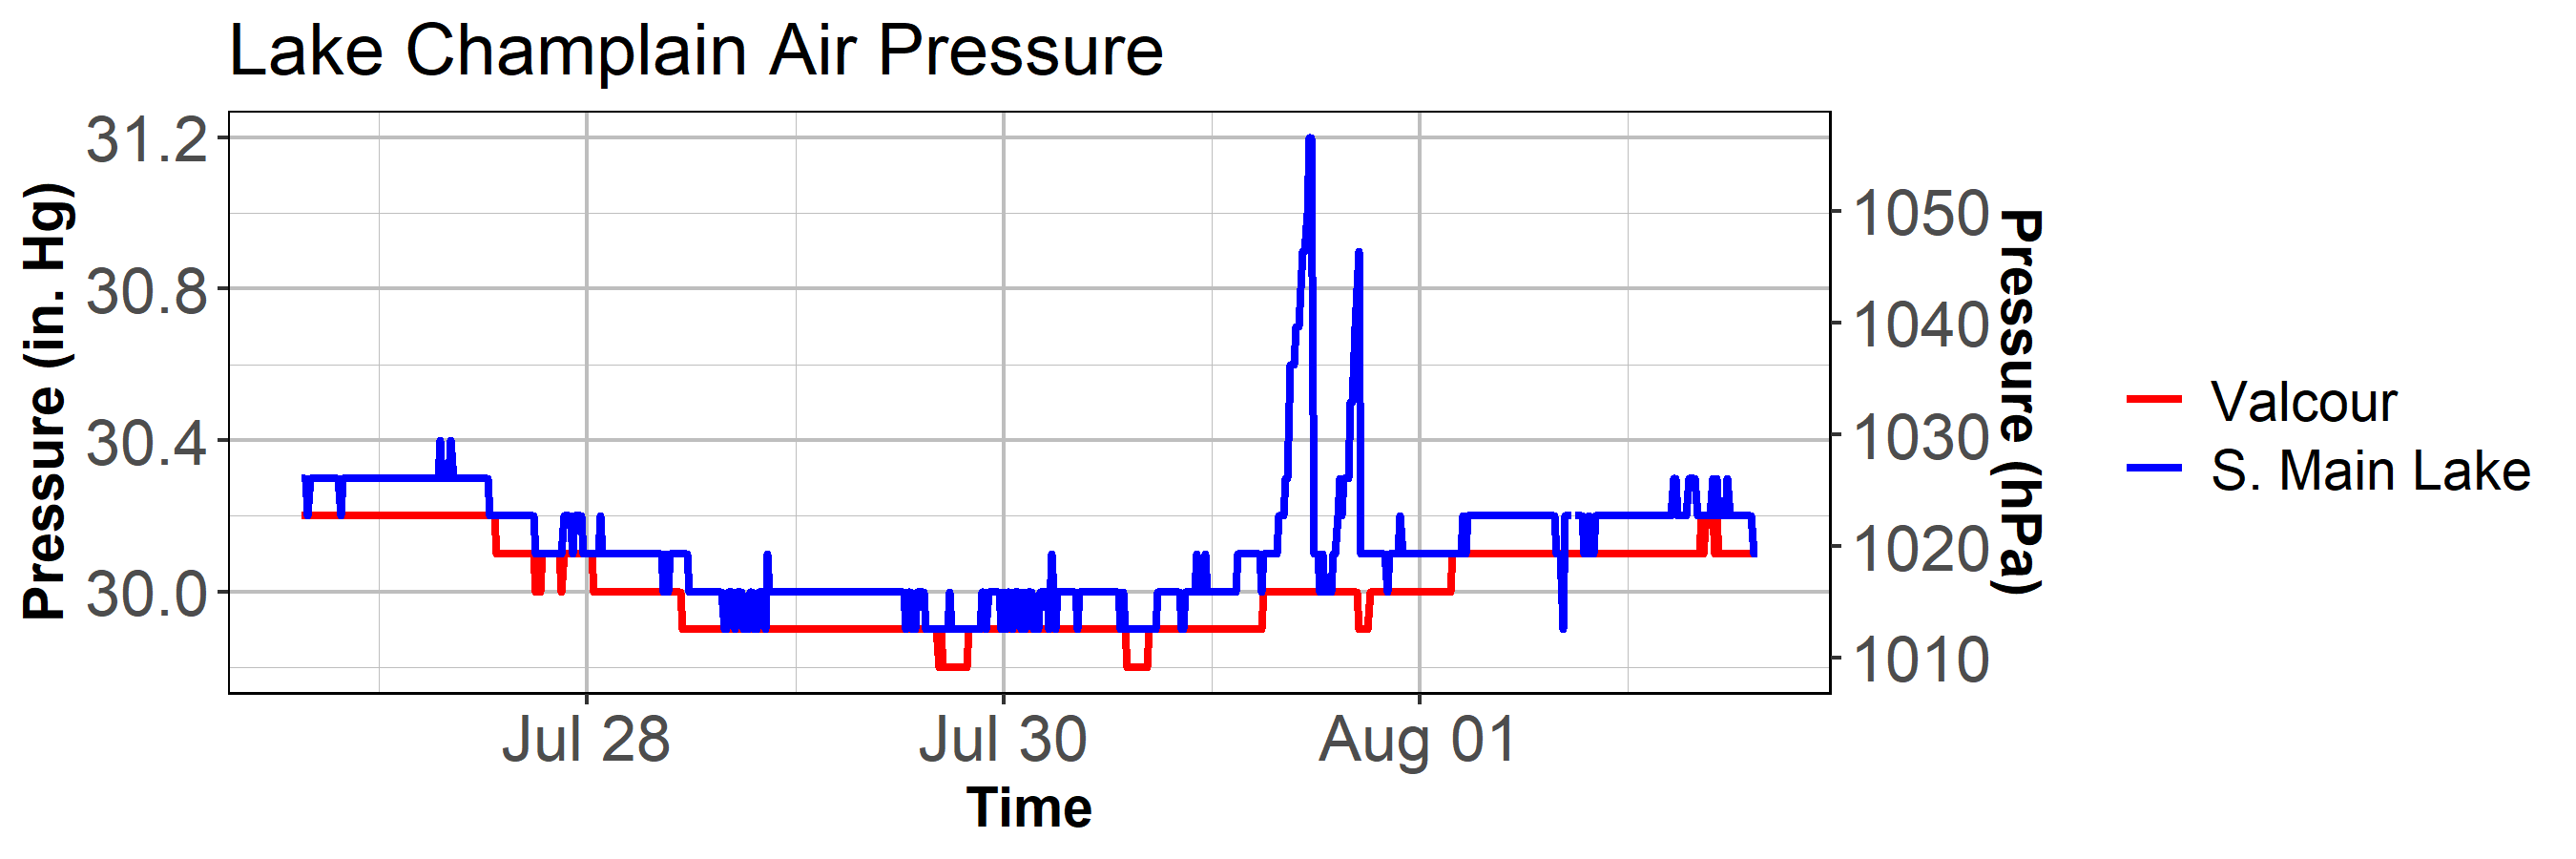 Lake Champlain Air Pressure
Pressure (in. Hg)
31.2
30.8
30.4
30.0
1050
1040
1030
1020
1010
Pressure (hPa)
Jul 28
Jul 30
Aug 01
Time
Valcour
S. Main Lake